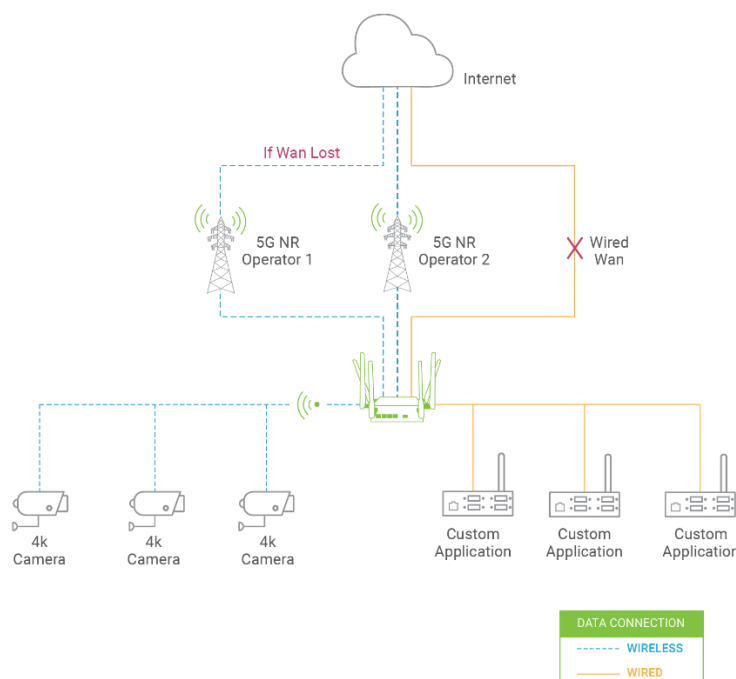 Internet
If Wan Lost
5G NR
Operator 1
5G NR
Operator 2
Wired
Wan
4k
Camera
4k
Camera
4k
Camera
Custom
Application
Custom
Application
Custom
Application
DATA CONNECTION
WIRELESS
WIRED